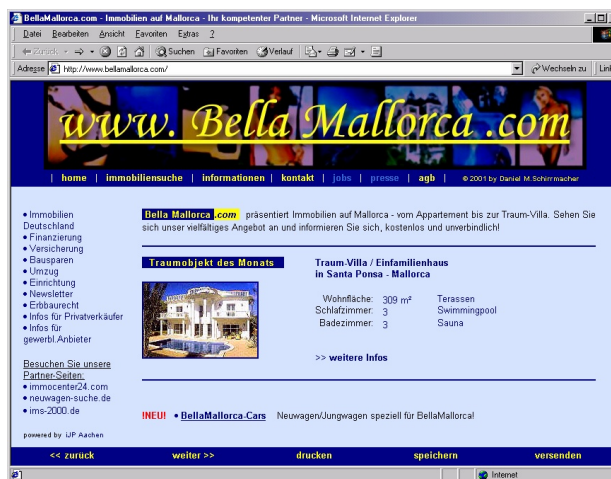 BellaMallorca.com - Immobilien auf Mallorca - Ihr kompetenter Partner - Microsoft Internet Explorer
Datei Bearbeiten Ansicht Favoriten Extras ?
Zurück Suchen Favoriten Verlauf
Adresse http://www.bellamallorca.com/ Wechseln zu Link
www. Bella Mallorca .com
| home | immobiliensuche | informationen | kontakt | jobs | presse | agb | © 2001 by Daniel M.Schirrmacher
• Immobilien
Deutschland
• Finanzierung
• Versicherung
• Bausparen
• Umzug
• Einrichtung
• Newsletter
• Erbbaurecht
• Infos für Privatverkäufer
• Infos für
gewerbl.Anbieter
Besuchen Sie unsere
Partner-Seiten:
• immocenter24.com
• neuwagen-suche.de
• ims-2000.de
powered by iJP Aachen
Bella Mallorca .com präsentiert Immobilien auf Mallorca - vom Appartement bis zur Traum-Villa. Sehen Sie
sich unser vielfältiges Angebot an und informieren Sie sich, kostenlos und unverbindlich!
Traumobjekt des Monats
Traum-Villa / Einfamilienhaus
in Santa Ponsa - Mallorca
Wohnfläche: 309 m² Terassen
Schlafzimmer: 3 Swimmingpool
Badezimmer: 3 Sauna
>> weitere Infos
!NEU! • BellaMallorca-Cars Neuwagen/Jungwagen speziell für BellaMallorca!
<< zurück weiter >> drucken speichern versenden
Internet